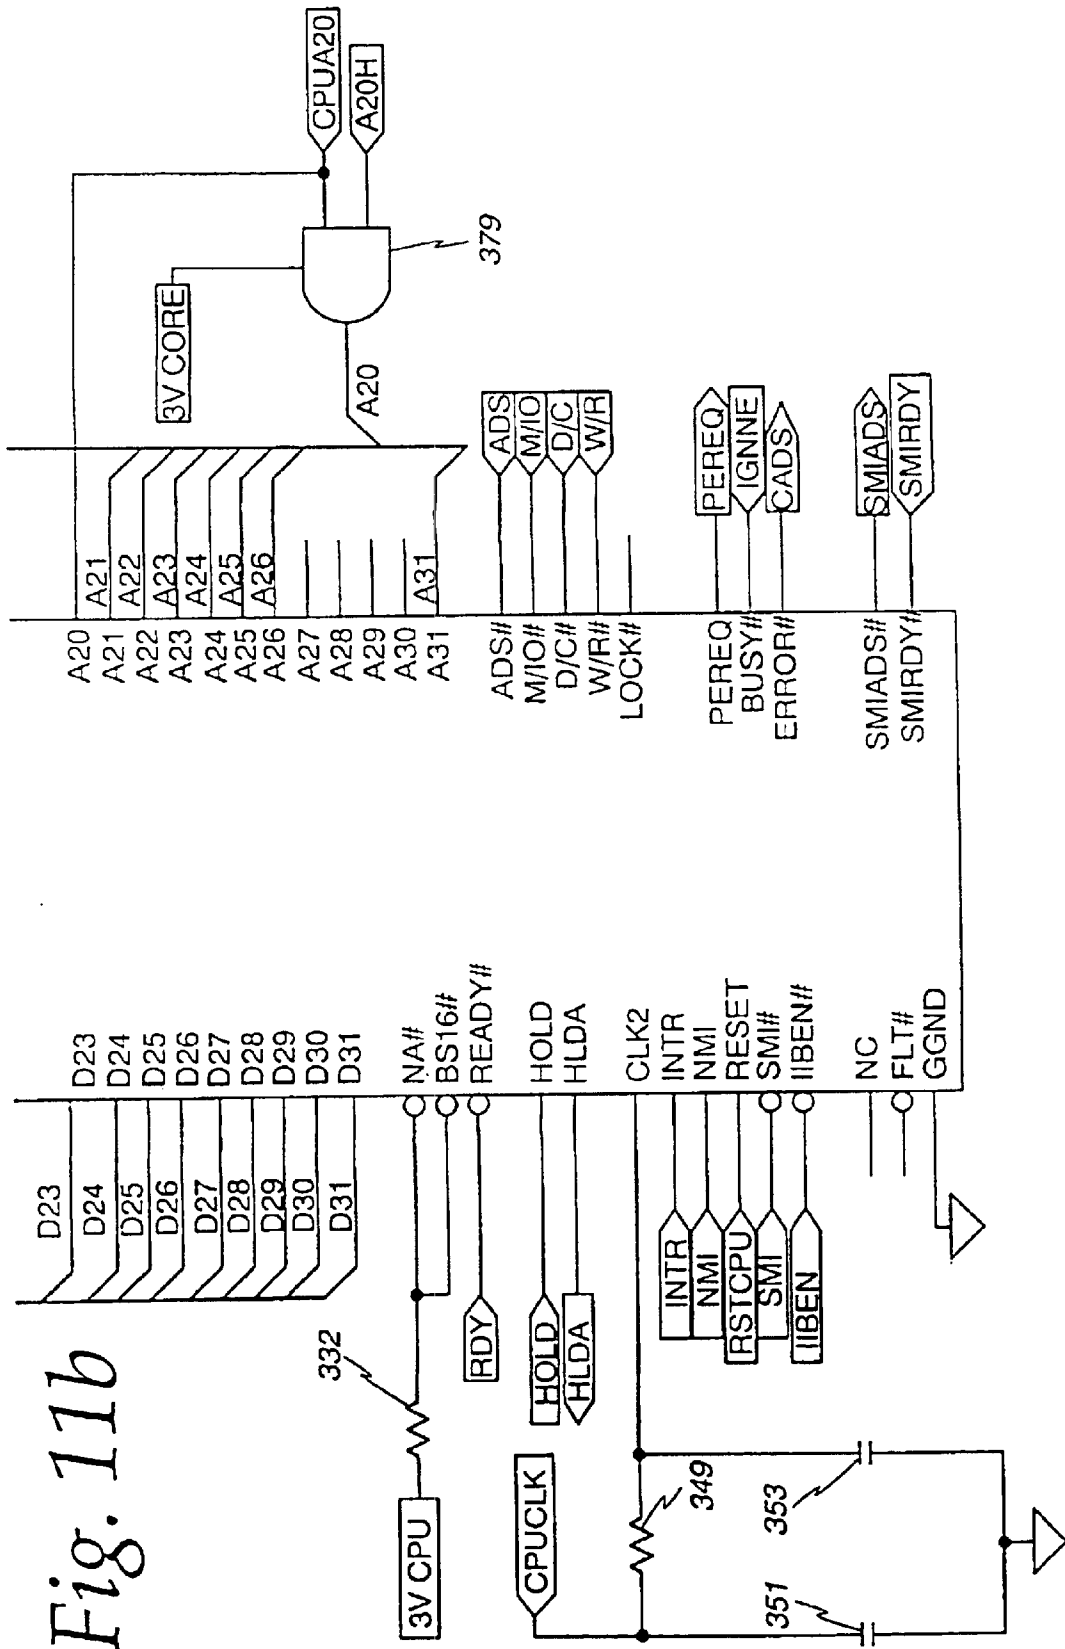 Fig. 11b
D23
D24
D25
D26
D27
D28
D29
D30
D31
D23
D24
D25
D26
D27
D28
D29
D30
D31
332
3V CPU
RDY
HOLD
HLDA
CPUCLK
349
351
353
INTR
NMI
RSTCPU
SMI
IIBEN
NA#
BS16#
READY#
HOLD
HLDA
CLK2
INTR
NMI
RESET
SMI#
IIBEN#
NC
FLT#
GGND
A20
A21
A22
A23
A24
A25
A26
A27
A28
A29
A30
A31
ADS#
M/IO#
D/C#
W/R#
LOCK#
PEREQ
BUSY#
ERROR#
SMIADS#
SMIRDY#
A21
A22
A23
A24
A25
A26
A31
ADS
M/IO
D/C
W/R
PEREQ
IGNNE
CADS
SMIADS
SMIRDY
3V CORE
A20
379
CPUA20
A20H